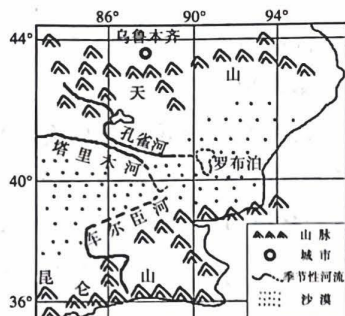 86° 90° 94°
44°
乌鲁木齐
天 山
孔雀河
塔里木河
罗布泊
40°
车尔臣河
昆仑山
36°
山脉
城市
季节性河流
沙漠